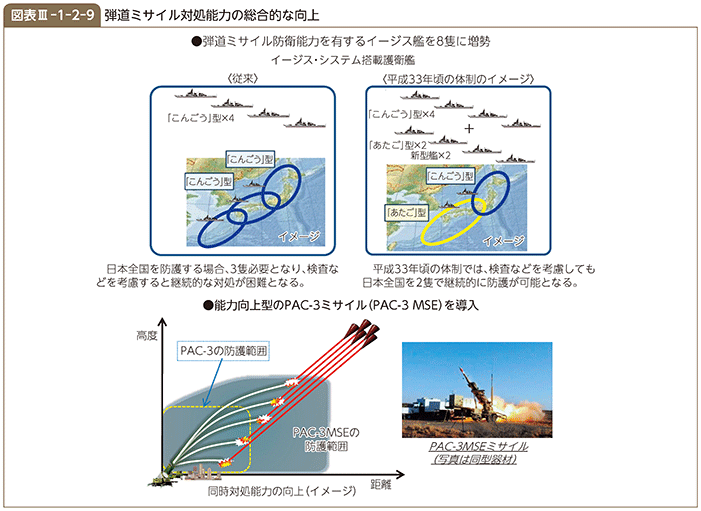 図表Ⅲ-1-2-9 弾道ミサイル対処能力の総合的な向上
●弾道ミサイル防衛能力を有するイージス艦を8隻に増勢
イージス・システム搭載護衛艦
〈従来〉
「こんごう」型×4
「こんごう」型
「こんごう」型
イメージ
日本全国を防護する場合、3隻必要となり、検査な
どを考慮すると継続的な対処が困難となる。
〈平成33年頃の体制のイメージ〉
「こんごう」型×4
+
「あたご」型×2
新型艦×2
「こんごう」型
「あたご」型
イメージ
平成33年頃の体制では、検査などを考慮しても
日本全国を2隻で継続的に防護が可能となる。
●能力向上型のPAC-3ミサイル(PAC-3 MSE)を導入
高度
PAC-3の防護範囲
PAC-3MSEの
防護範囲
距離
同時対処能力の向上(イメージ)
PAC-3MSEミサイル
(写真は同型器材)